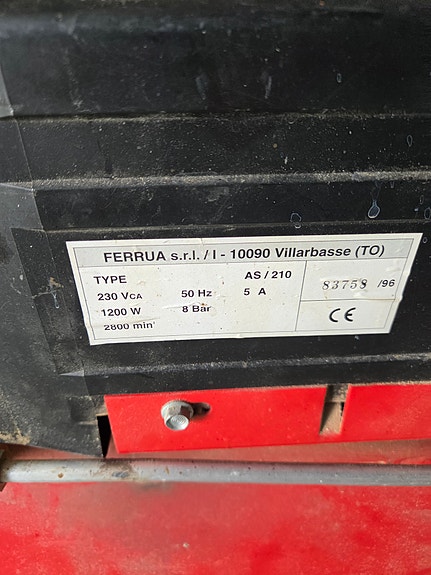 FERRUA s.r.l. / I - 10090 Villarbasse (TO)
TYPE AS / 210
230 VCA 50 Hz 5 A
1200 W 8 Bar
2800 min
83758 /96
CE